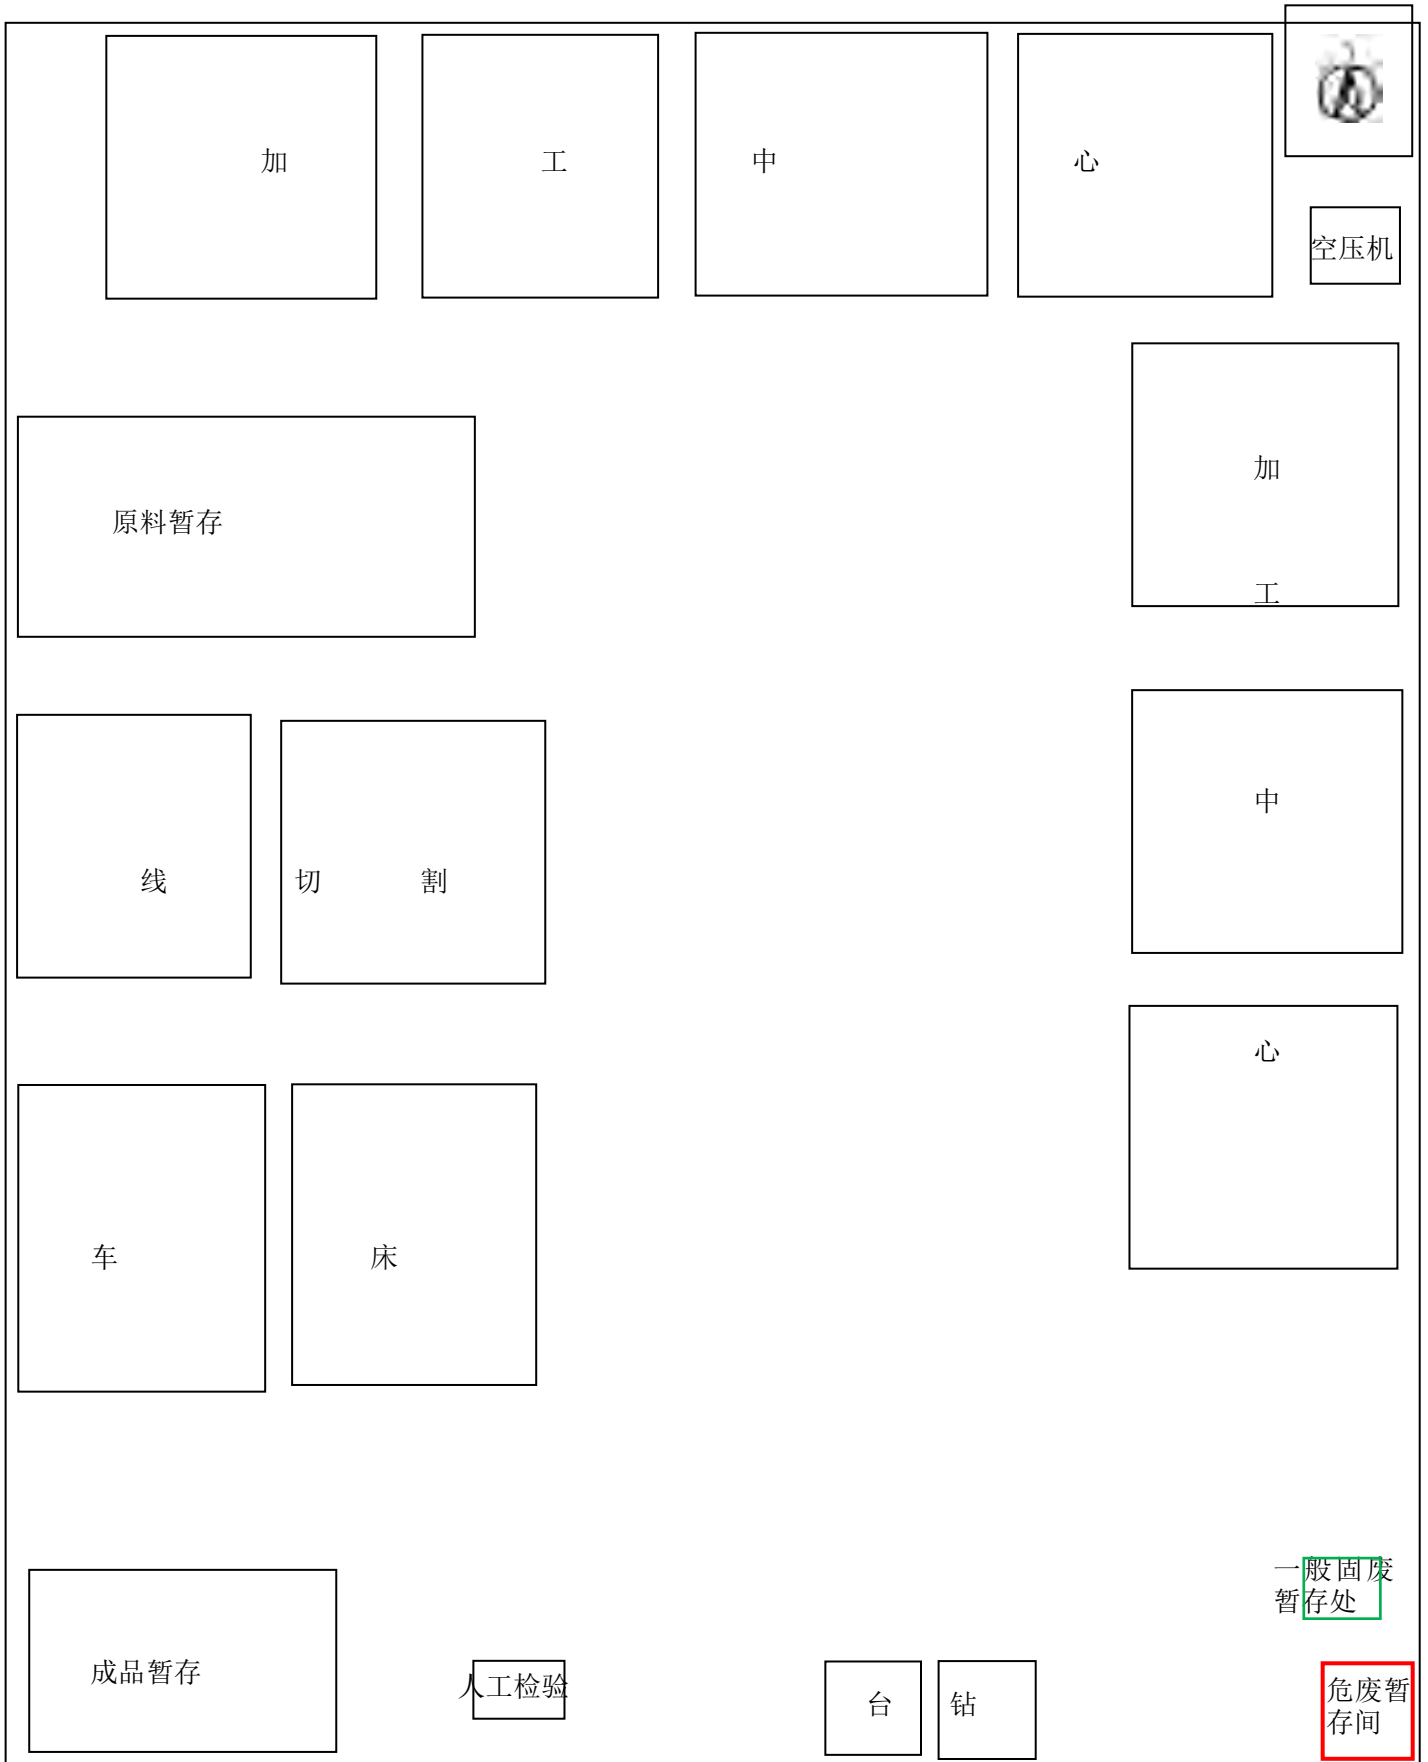 加 工 中 心
空压机
加
原料暂存
工
中
线 切 割
心
车 床
一般固废
暂存处
成品暂存
人工检验
台 钻
危废暂
存间